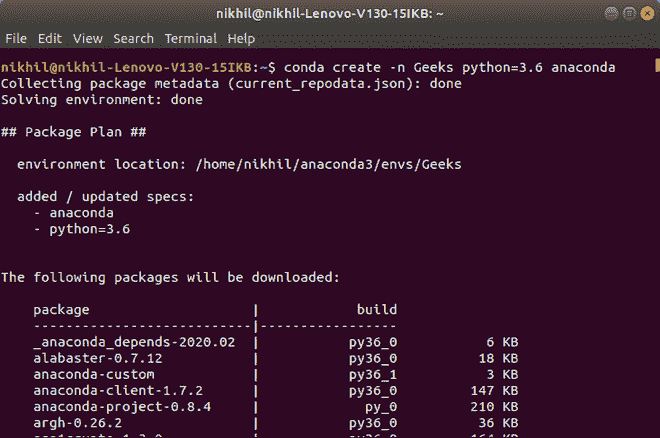 nikhil@nikhil-Lenovo-V130-15IKB: ~
File Edit View Search Terminal Help
nikhil@nikhil-Lenovo-V130-15IKB:~$ conda create -n Geeks python=3.6 anaconda
Collecting package metadata (current_repodata.json): done
Solving environment: done
## Package Plan ##
environment location: /home/nikhil/anaconda3/envs/Geeks
added / updated specs:
- anaconda
- python=3.6
The following packages will be downloaded:
package | build
---------------------------|-----------------
_anaconda_depends-2020.02 | py36_0 6 KB
alabaster-0.7.12 | py36_0 18 KB
anaconda-custom | py36_1 3 KB
anaconda-client-1.7.2 | py36_0 147 KB
anaconda-project-0.8.4 | py_0 210 KB
argh-0.26.2 | py36_0 36 KB